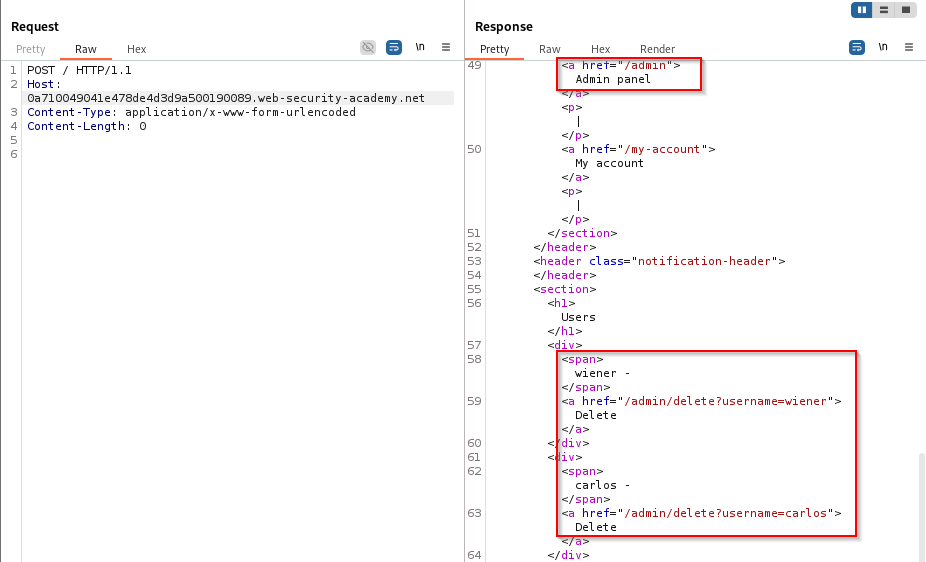 Request
Pretty Raw Hex
\n
1 POST / HTTP/1.1
2 Host:
0a710049041e478de4d3d9a500190089.web-security-academy.net
3 Content-Type: application/x-www-form-urlencoded
4 Content-Length: 0
5
6
Response
Pretty Raw Hex Render
\n
49 <a href="/admin">
Admin panel
</a>
<p>
|
</p>
50 <a href="/my-account">
My account
</a>
<p>
|
</p>
51 </section>
52 </header>
53 <header class="notification-header">
54 </header>
55 <section>
56 <h1>
Users
</h1>
57 <div>
58 <span>
wiener -
</span>
59 <a href="/admin/delete?username=wiener">
Delete
</a>
60 </div>
61 <div>
62 <span>
carlos -
</span>
63 <a href="/admin/delete?username=carlos">
Delete
</a>
64 </div>